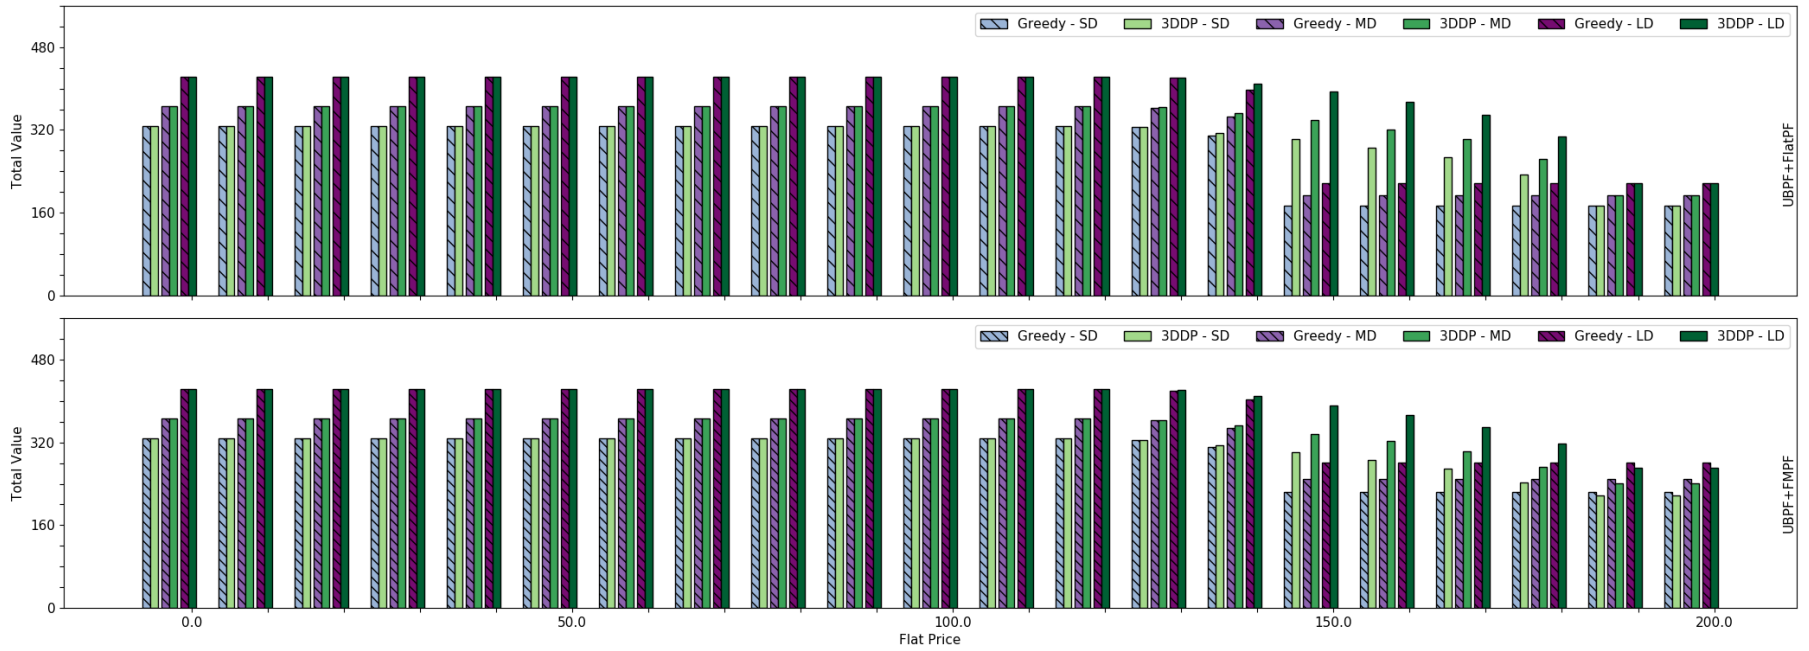 Greedy - SD 3DDP - SD Greedy - MD 3DDP - MD Greedy - LD 3DDP - LD
480
320
160
0
Total Value
UBPF+FlatPF
Greedy - SD 3DDP - SD Greedy - MD 3DDP - MD Greedy - LD 3DDP - LD
480
320
160
0
Total Value
UBPF+FMPF
0.0 50.0 100.0 150.0 200.0
Flat Price